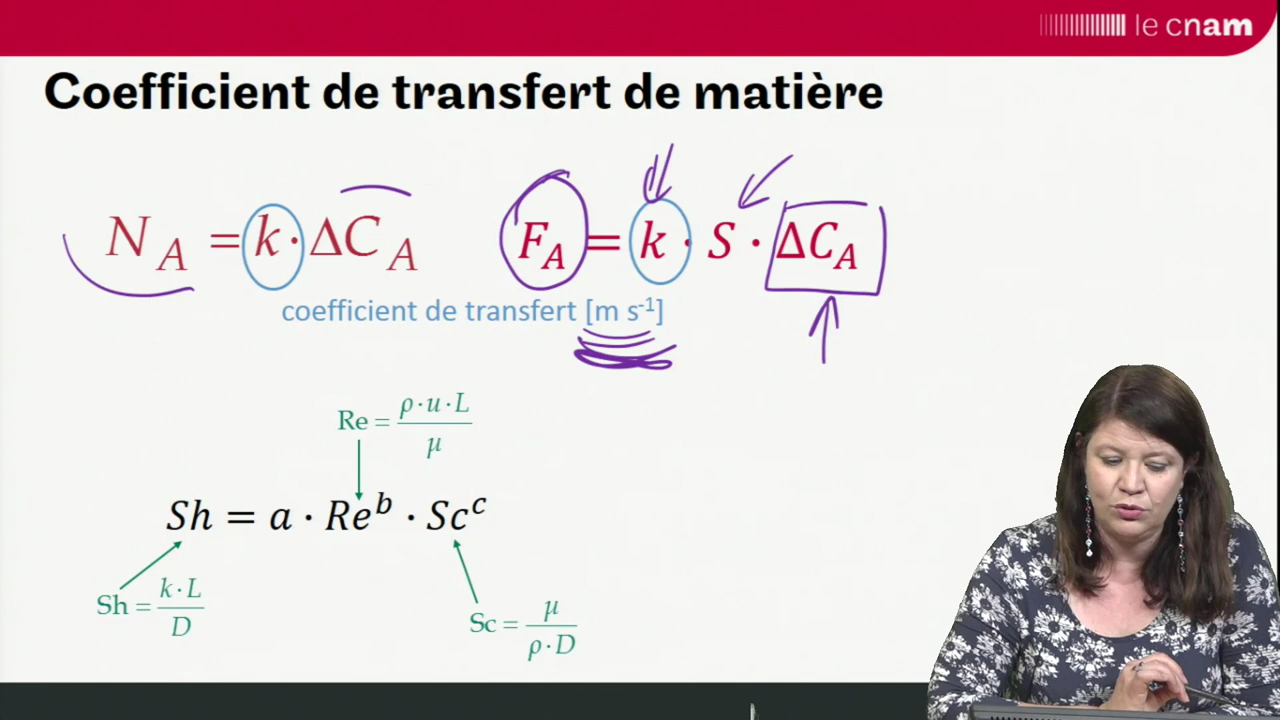 le cnam
Coefficient de transfert de matière
N_A = k · ΔC_A
F_A = k · S · ΔC_A
coefficient de transfert [m s⁻¹]
Re = ρ·u·L / μ
Sh = a · Re^b · Sc^c
Sh = k·L / D
Sc = μ / ρ·D